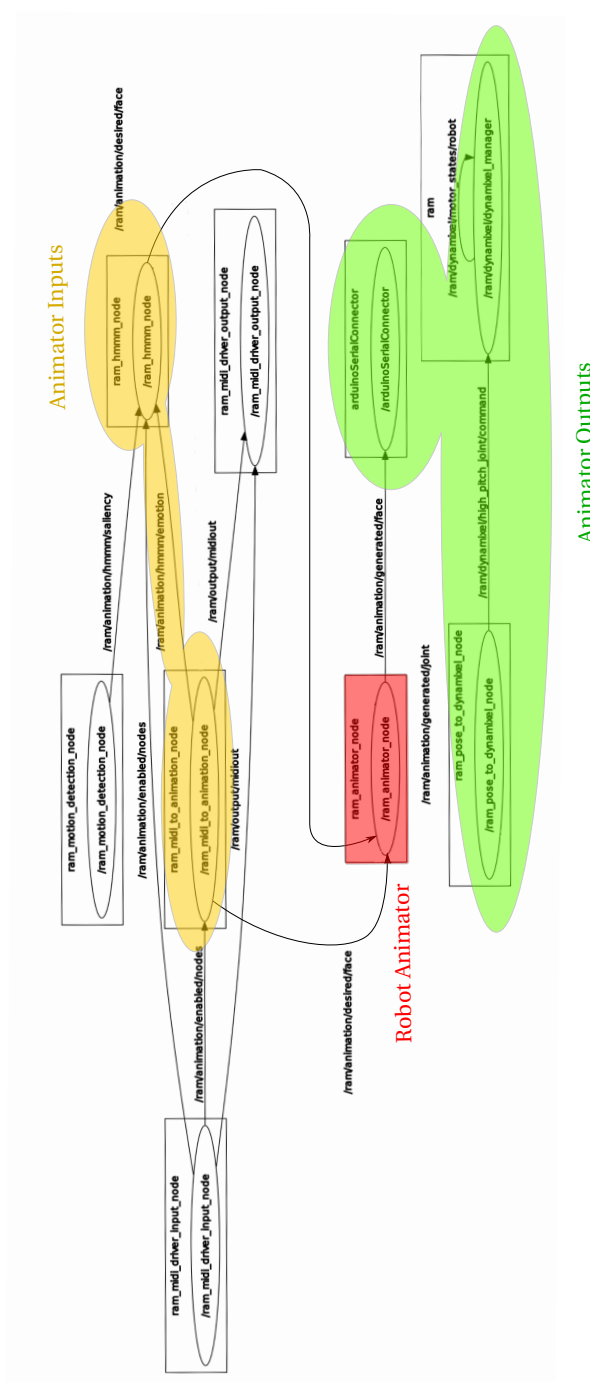 Animator Inputs
/ram/animation/desired/face
ram_hmmm_node
/ram_hmmm_node
ram_midi_driver_output_node
/ram_midi_driver_output_node
arduinoSerialConnector
/arduinoSerialConnector
ram
/ram/dynamixel/motor_states/robot
/ram/dynamixel/dynamixel_manager
/ram/animation/hmmm/saliency
/ram/animation/hmmm/emotion
/ram/output/midiout
/ram/animation/generated/face
/ram/dynamixel/high_pitch_joint/command
Animator Outputs
ram_motion_detection_node
/ram_motion_detection_node
/ram/animation/enabled/nodes
ram_midi_to_animation_node
/ram_midi_to_animation_node
/ram/output/midiout
ram_animator_node
/ram_animator_node
/ram/animation/generated/joint
ram_pose_to_dynamixel_node
/ram_pose_to_dynamixel_node
Robot Animator
/ram/animation/enabled/nodes
/ram/animation/desired/face
ram_midi_driver_input_node
/ram_midi_driver_input_node